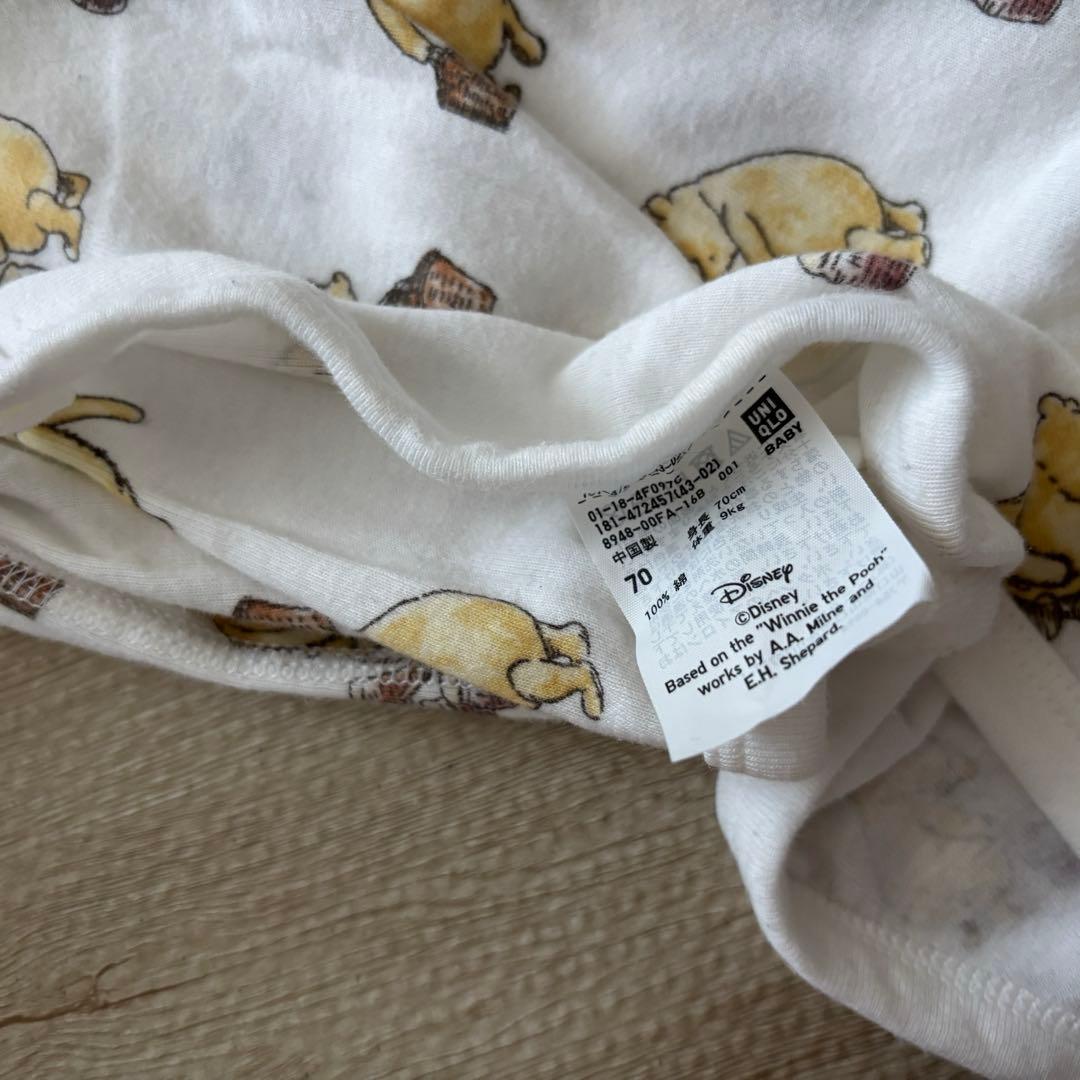 UNI
QLO
BABY
01-18-4F097C
181-472457(43-02)
8948-00FA-16B 001
中国製
身長 70cm
体重 9kg
70
100% 綿
Disney
©Disney
Based on the "Winnie the Pooh"
works by A.A. Milne and
E.H. Shepard.